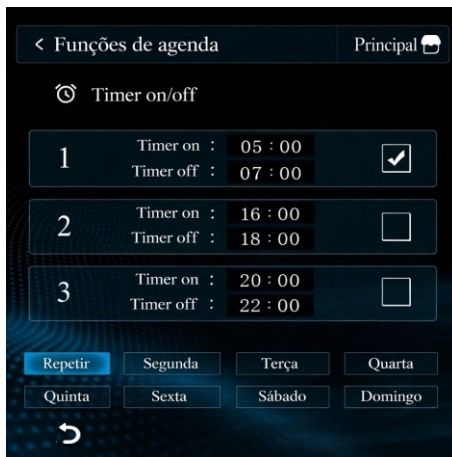 < Funções de agenda Principal
Timer on/off
1 Timer on : 05 : 00
Timer off : 07 : 00
2 Timer on : 16 : 00
Timer off : 18 : 00
3 Timer on : 20 : 00
Timer off : 22 : 00
Repetir Segunda Terça Quarta
Quinta Sexta Sábado Domingo